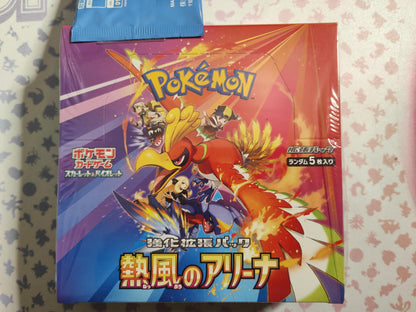 POKÉMON
ポケモン
カードゲーム
スカーレット&バイオレット
ランダム5枚入り
強化拡張パック
熱風のアリーナ